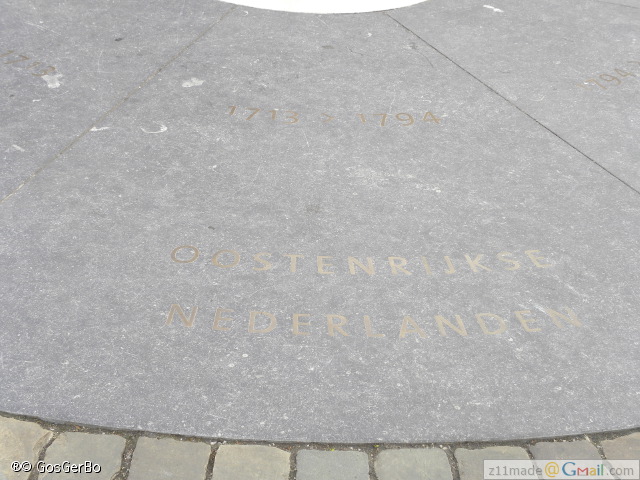 1713 > 1794
OOSTENRIJKSE
NEDERLANDEN
®© GosGerBo
z11made@Gmail.com